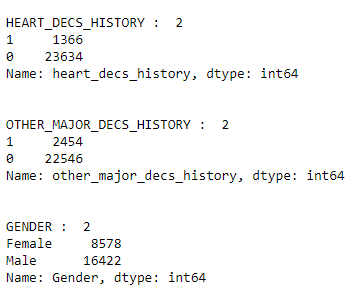 HEART_DECS_HISTORY :  2
1     1366
0    23634
Name: heart_decs_history, dtype: int64
OTHER_MAJOR_DECS_HISTORY :  2
1     2454
0    22546
Name: other_major_decs_history, dtype: int64
GENDER :  2
Female     8578
Male      16422
Name: Gender, dtype: int64